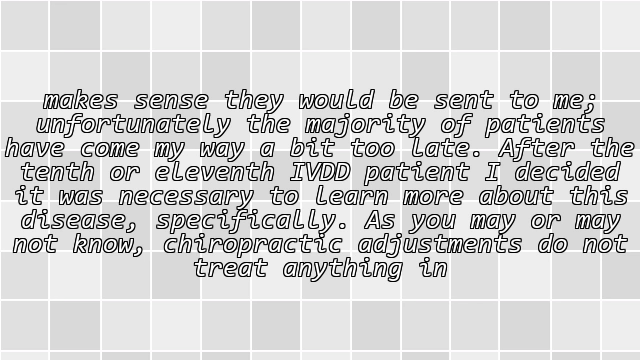 makes sense they would be sent to me;
unfortunately the majority of patients
have come my way a bit too late. After the
tenth or eleventh IVDD patient I decided
it was necessary to learn more about this
disease, specifically. As you may or may
not know, chiropractic adjustments do not
treat anything in